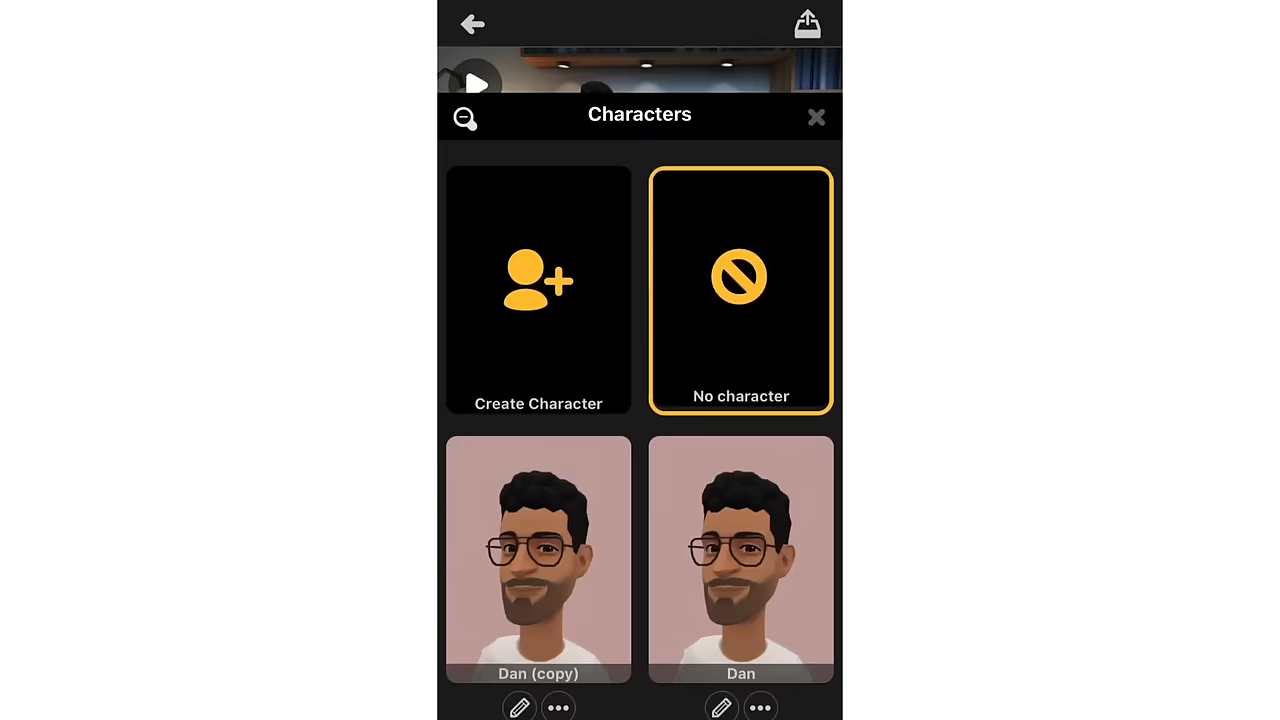 Characters
Create Character
No character
Dan (copy)
Dan